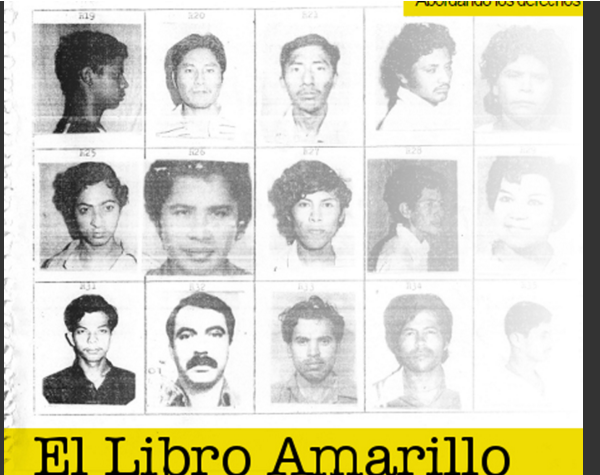 Abordando los derechos
E19 E20 E21
E25 E26 E27 E28
E31 E32 E33 E34
El Libro Amarillo